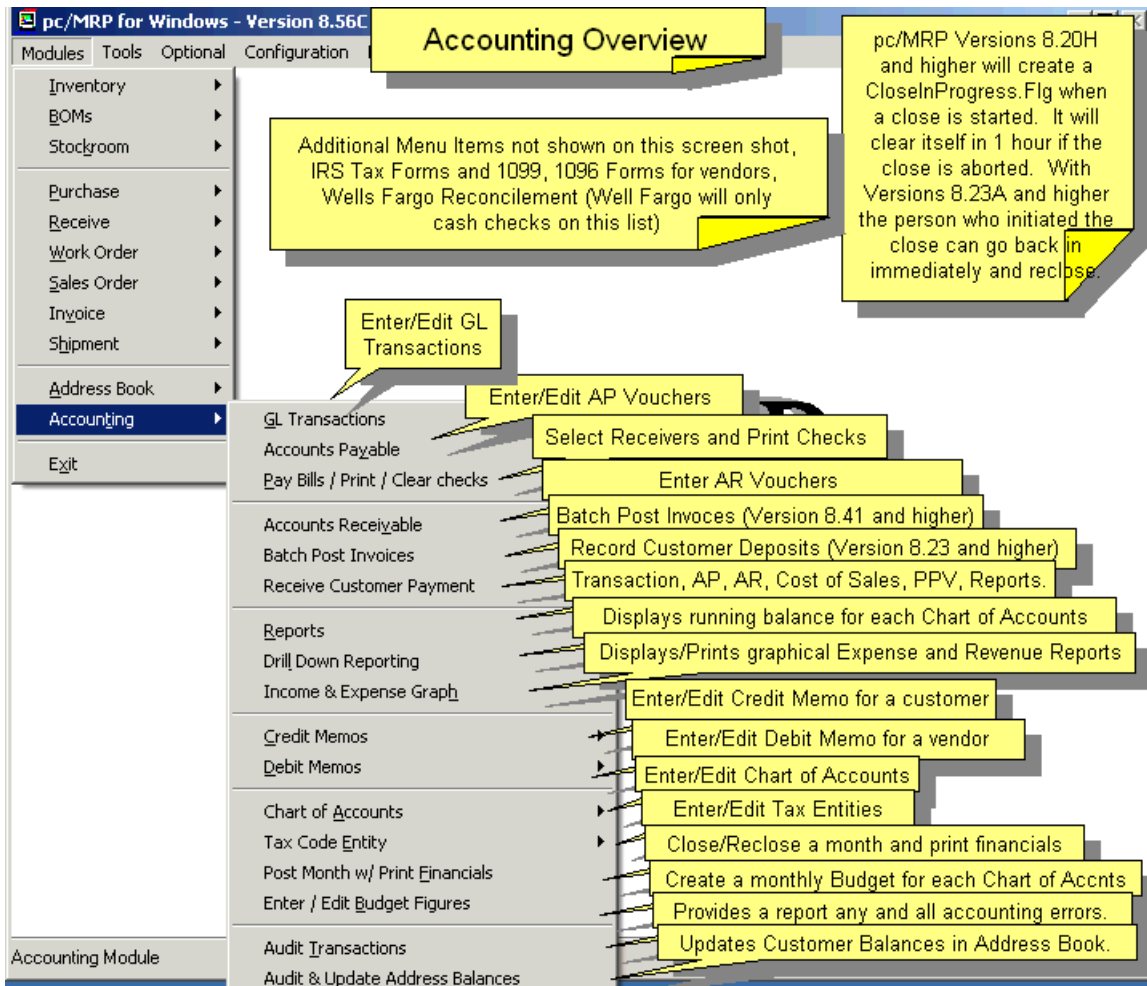 pc/MRP for Windows - Version 8.56C
Modules Tools Optional Configuration
Accounting Overview
pc/MRP Versions 8.20H
and higher will create a
CloseInProgress.Flg when
a close is started. It will
clear itself in 1 hour if the
close is aborted. With
Versions 8.23A and higher
the person who initiated the
close can go back in
immediately and reclose.
Additional Menu Items not shown on this screen shot,
IRS Tax Forms and 1099, 1096 Forms for vendors,
Wells Fargo Reconcilement (Well Fargo will only
cash checks on this list)
Inventory
BOMs
Stockroom
Purchase
Receive
Work Order
Sales Order
Invoice
Shipment
Address Book
Accounting
Exit
Enter/Edit GL
Transactions
GL Transactions
Enter/Edit AP Vouchers
Accounts Payable
Select Receivers and Print Checks
Pay Bills / Print / Clear checks
Enter AR Vouchers
Accounts Receivable
Batch Post Invoces (Version 8.41 and higher)
Batch Post Invoices
Record Customer Deposits (Version 8.23 and higher)
Receive Customer Payment
Transaction, AP, AR, Cost of Sales, PPV, Reports.
Reports
Displays running balance for each Chart of Accounts
Drill Down Reporting
Displays/Prints graphical Expense and Revenue Reports
Income & Expense Graph
Enter/Edit Credit Memo for a customer
Credit Memos
Enter/Edit Debit Memo for a vendor
Debit Memos
Enter/Edit Chart of Accounts
Chart of Accounts
Enter/Edit Tax Entities
Tax Code Entity
Close/Reclose a month and print financials
Post Month w/ Print Financials
Create a monthly Budget for each Chart of Accnts
Enter / Edit Budget Figures
Provides a report any and all accounting errors.
Audit Transactions
Updates Customer Balances in Address Book.
Audit & Update Address Balances
Accounting Module